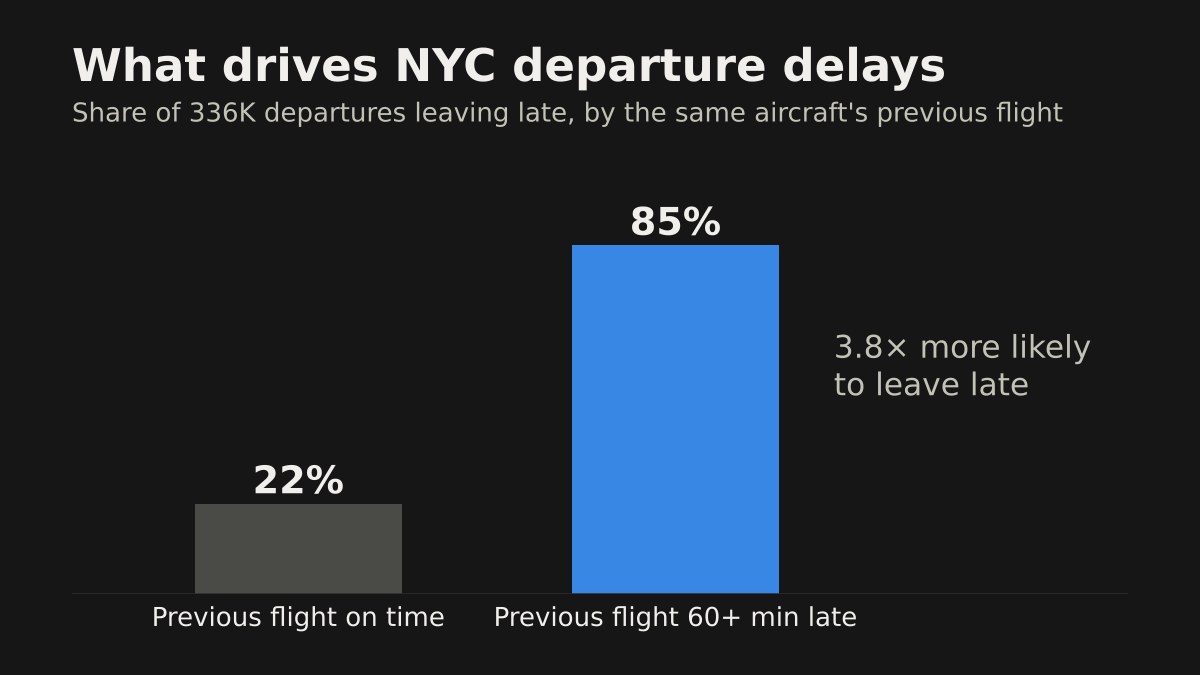 What drives NYC departure delays
Share of 336K departures leaving late, by the same aircraft's previous flight
85%
3.8× more likely
to leave late
22%
Previous flight on time
Previous flight 60+ min late